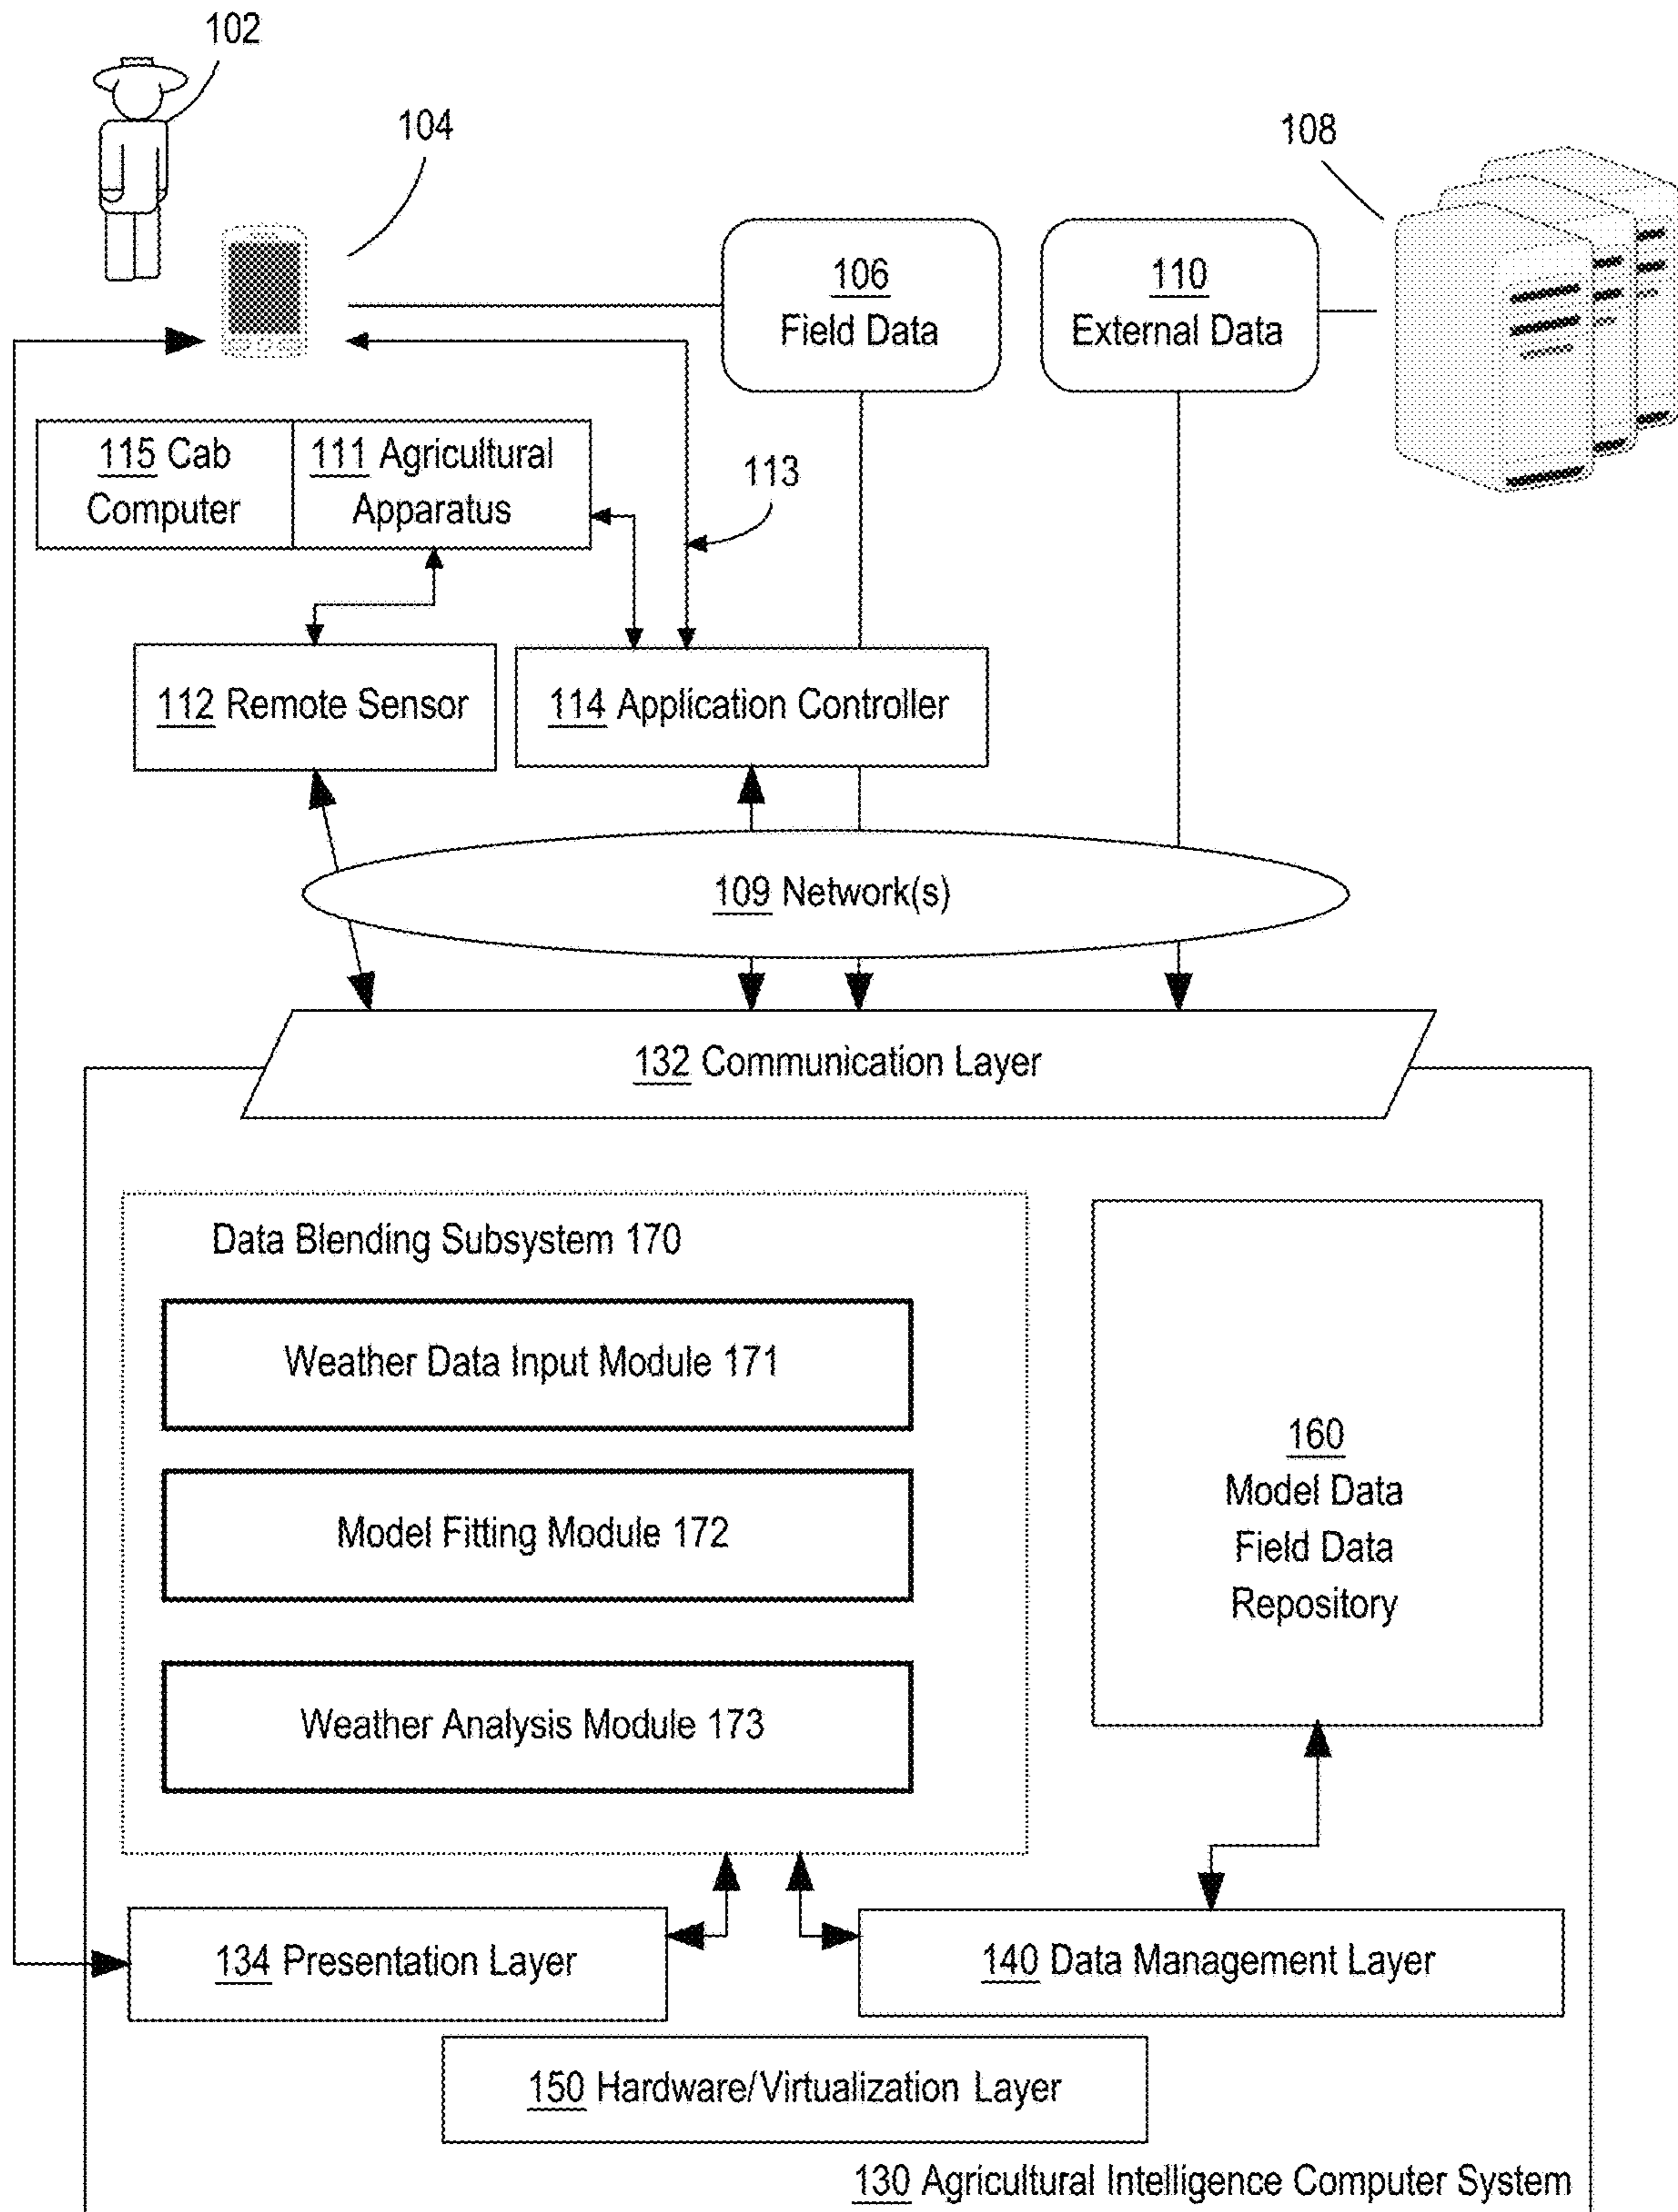 102
104
108
106
Field Data
110
External Data
115 Cab
Computer
111 Agricultural
Apparatus
113
112 Remote Sensor
114 Application Controller
109 Network(s)
132 Communication Layer
Data Blending Subsystem 170
Weather Data Input Module 171
Model Fitting Module 172
Weather Analysis Module 173
160
Model Data
Field Data
Repository
134 Presentation Layer
140 Data Management Layer
150 Hardware/Virtualization Layer
130 Agricultural Intelligence Computer System